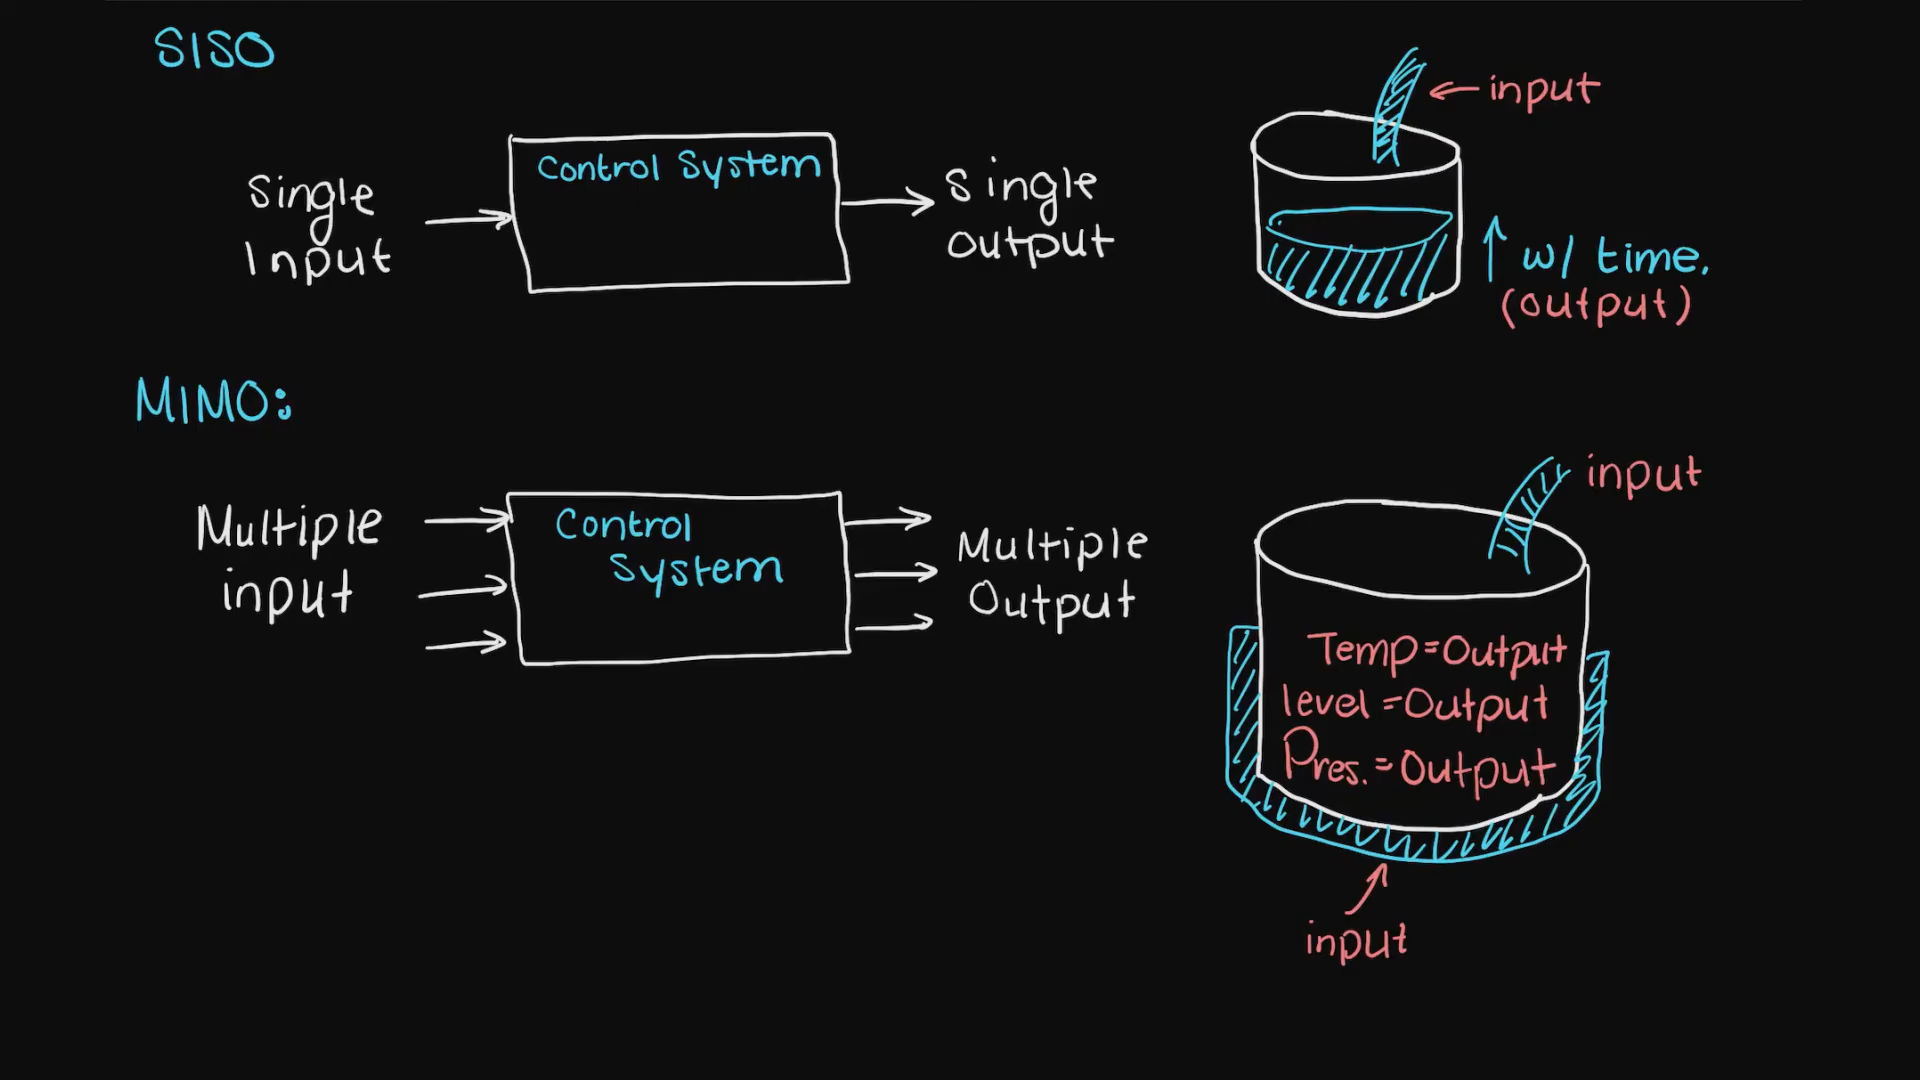 SISO
Single
Input
Control System
Single
Output
input
↑ w/ time.
(output)
MIMO:
Multiple
input
Control
System
Multiple
Output
input
Temp=Output
level=Output
Pres.=Output
input